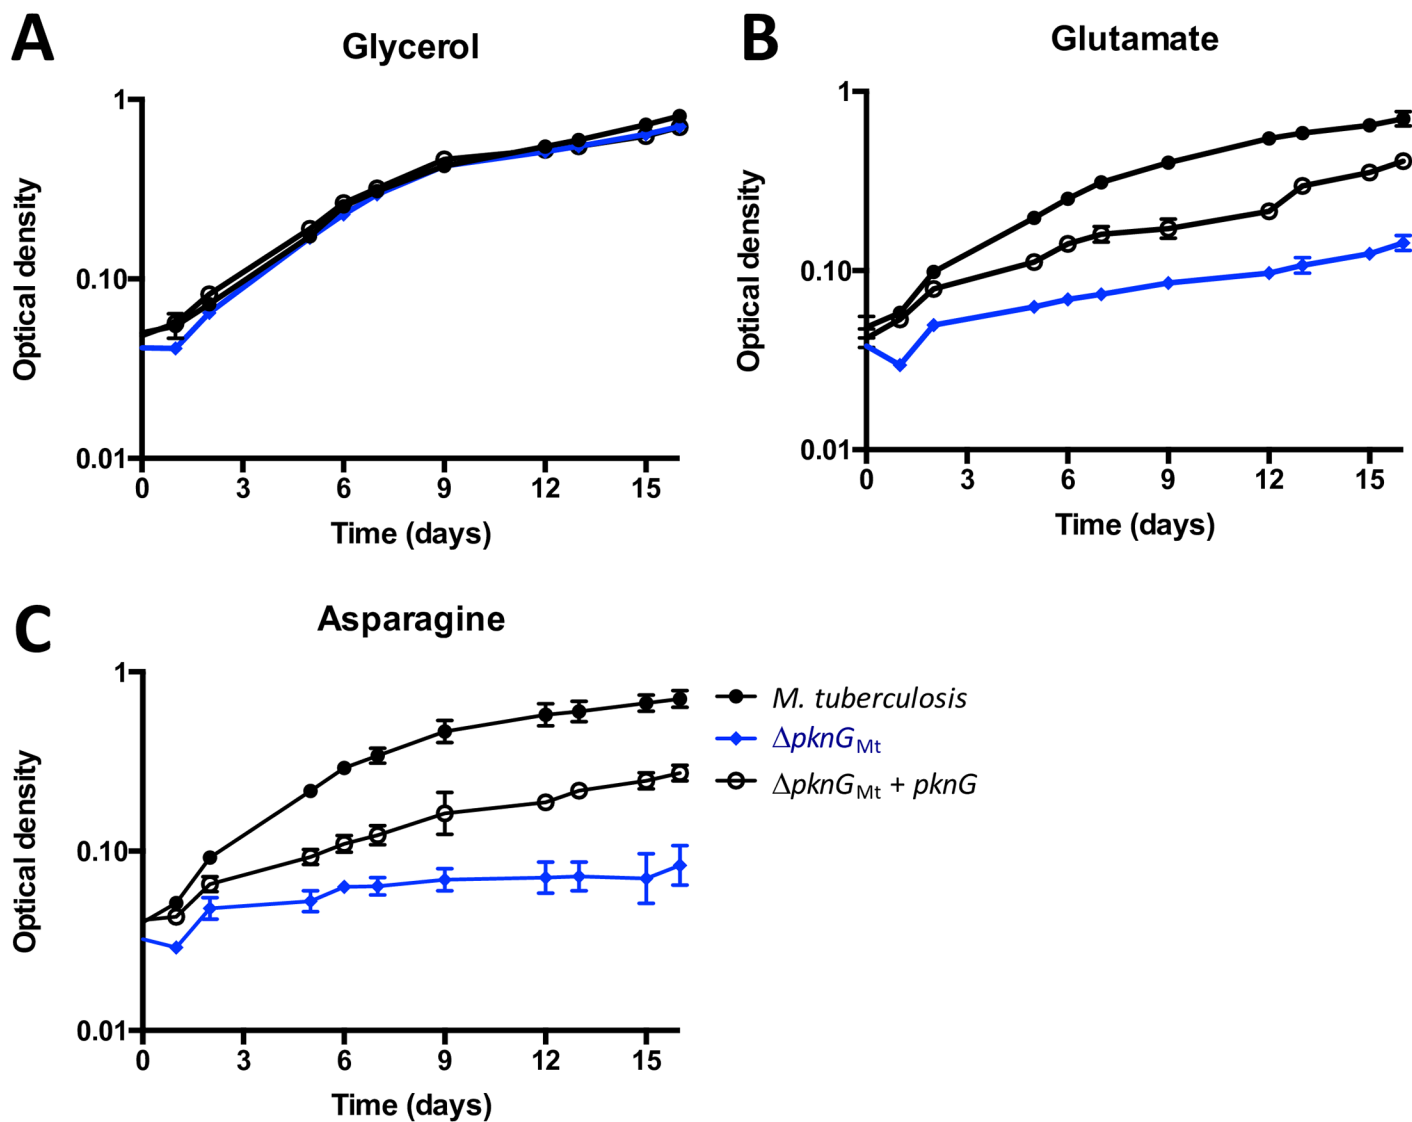 A
Glycerol
1
0.10
0.01
Optical density
0 3 6 9 12 15
Time (days)
B
Glutamate
1
0.10
0.01
Optical density
0 3 6 9 12 15
Time (days)
C
Asparagine
1
0.10
0.01
Optical density
0 3 6 9 12 15
Time (days)
M. tuberculosis
ΔpknGMt
ΔpknGMt + pknG